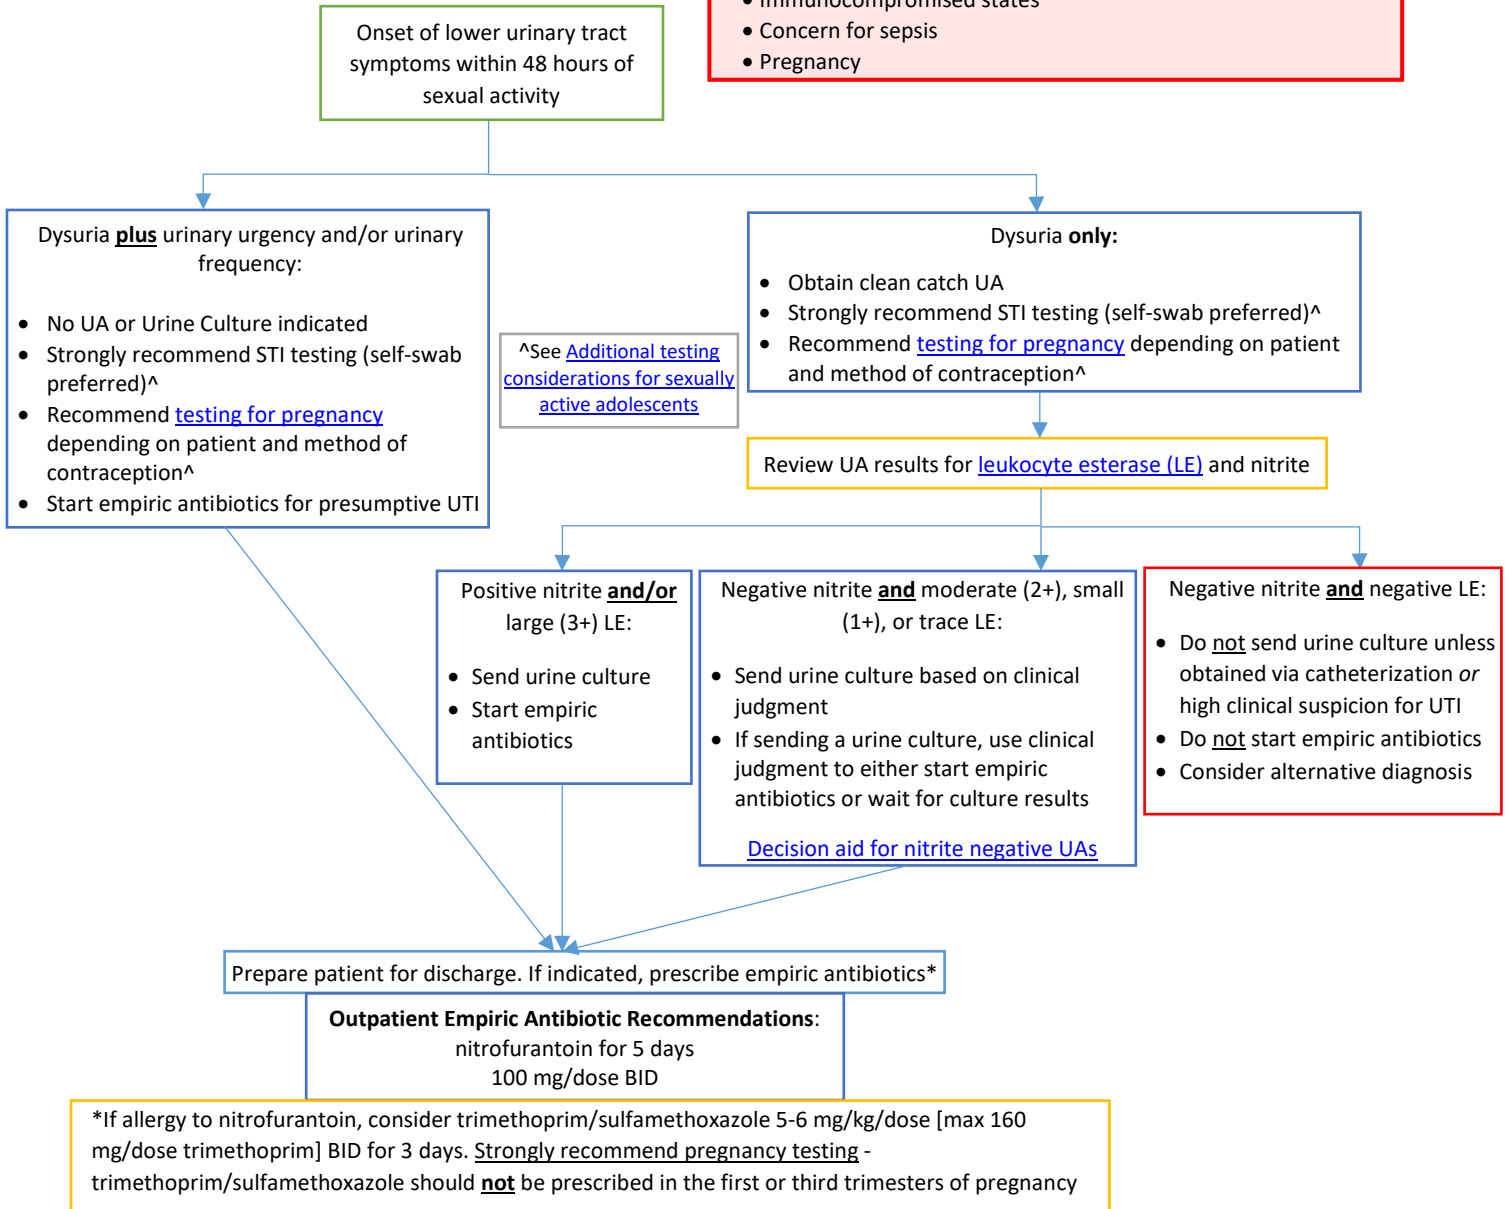 • Immunocompromised states
• Concern for sepsis
• Pregnancy
Onset of lower urinary tract
symptoms within 48 hours of
sexual activity
Dysuria plus urinary urgency and/or urinary
frequency:
• No UA or Urine Culture indicated
• Strongly recommend STI testing (self-swab
preferred)^
• Recommend testing for pregnancy
depending on patient and method of
contraception^
• Start empiric antibiotics for presumptive UTI
^See Additional testing
considerations for sexually
active adolescents
Dysuria only:
• Obtain clean catch UA
• Strongly recommend STI testing (self-swab preferred)^
• Recommend testing for pregnancy depending on patient
and method of contraception^
Review UA results for leukocyte esterase (LE) and nitrite
Positive nitrite and/or
large (3+) LE:
• Send urine culture
• Start empiric
antibiotics
Negative nitrite and moderate (2+), small
(1+), or trace LE:
• Send urine culture based on clinical
judgment
• If sending a urine culture, use clinical
judgment to either start empiric
antibiotics or wait for culture results
Decision aid for nitrite negative UAs
Negative nitrite and negative LE:
• Do not send urine culture unless
obtained via catheterization or
high clinical suspicion for UTI
• Do not start empiric antibiotics
• Consider alternative diagnosis
Prepare patient for discharge. If indicated, prescribe empiric antibiotics*
Outpatient Empiric Antibiotic Recommendations:
nitrofurantoin for 5 days
100 mg/dose BID
*If allergy to nitrofurantoin, consider trimethoprim/sulfamethoxazole 5-6 mg/kg/dose [max 160
mg/dose trimethoprim] BID for 3 days. Strongly recommend pregnancy testing -
trimethoprim/sulfamethoxazole should not be prescribed in the first or third trimesters of pregnancy